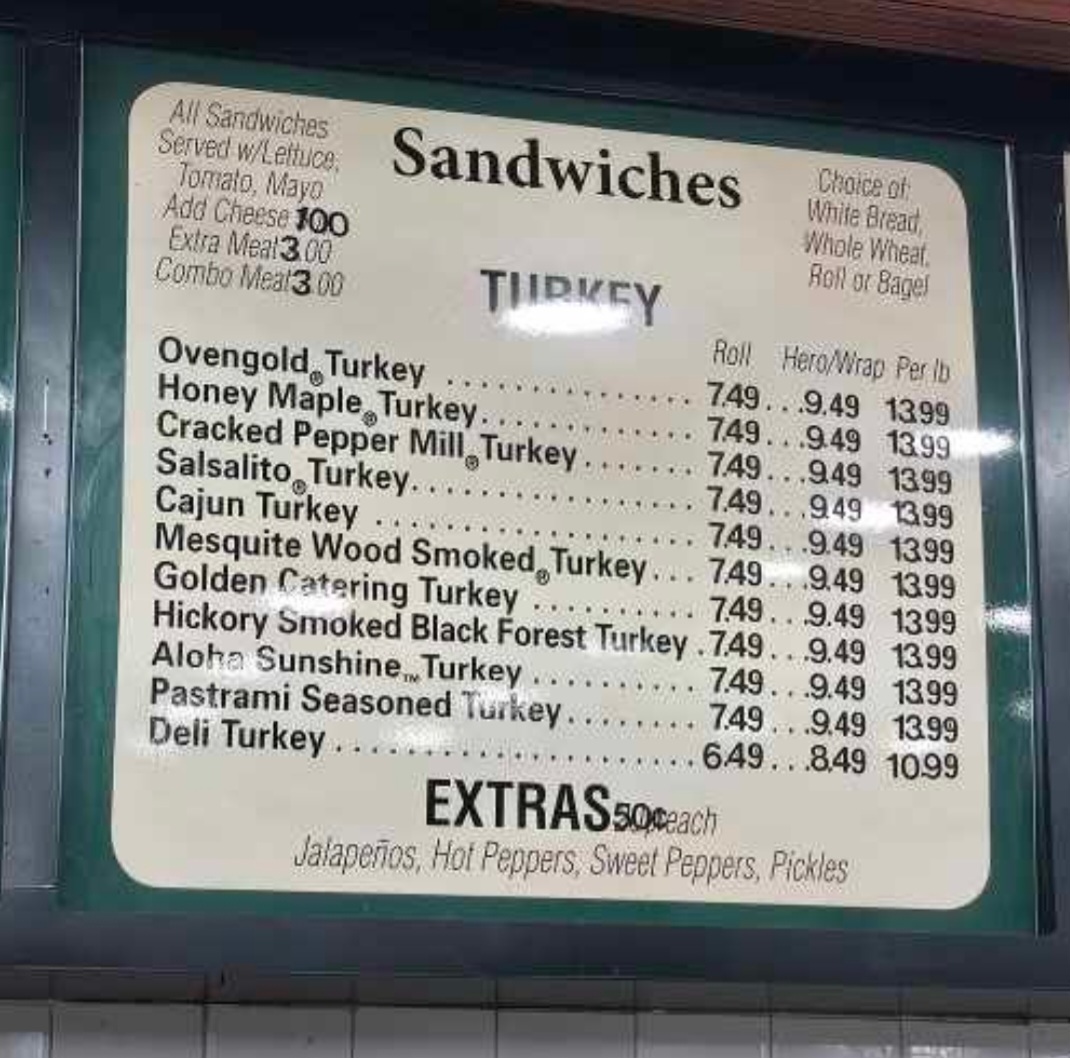 All Sandwiches
Served w/Lettuce,
Tomato, Mayo
Add Cheese 1.00
Extra Meat 3.00
Combo Meat 3.00
Sandwiches
Choice of:
White Bread,
Whole Wheat,
Roll or Bagel
TURKEY
Roll Hero/Wrap Per lb
Ovengold® Turkey .............. 7.49...9.49 13.99
Honey Maple® Turkey............ 7.49...9.49 13.99
Cracked Pepper Mill® Turkey....... 7.49...9.49 13.99
Salsalito® Turkey................. 7.49...9.49 13.99
Cajun Turkey ................... 7.49...9.49 13.99
Mesquite Wood Smoked® Turkey... 7.49...9.49 13.99
Golden Catering Turkey .......... 7.49...9.49 13.99
Hickory Smoked Black Forest Turkey . 7.49...9.49 13.99
Aloha Sunshine™ Turkey .......... 7.49...9.49 13.99
Pastrami Seasoned Turkey........ 7.49...9.49 13.99
Deli Turkey..................... 6.49...8.49 10.99
EXTRAS 50¢ each
Jalapeños, Hot Peppers, Sweet Peppers, Pickles